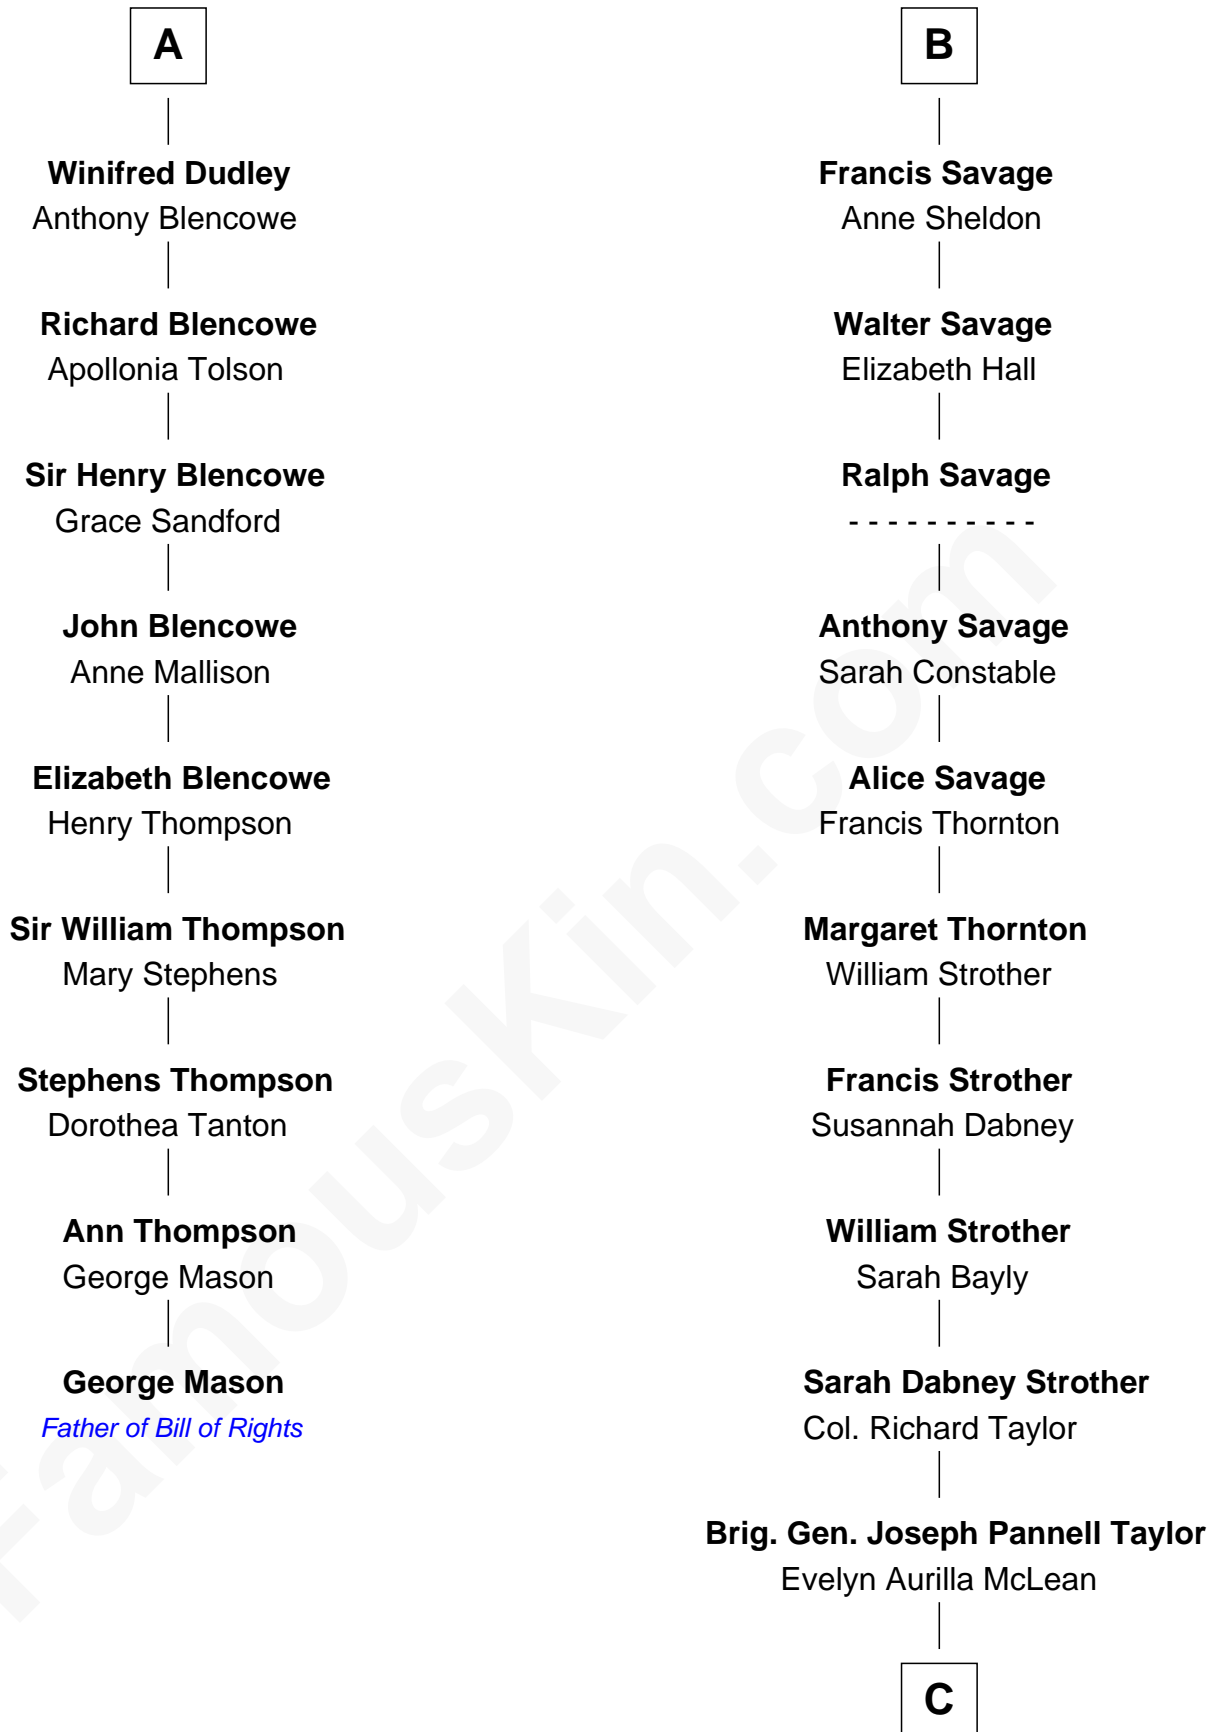 A
Winifred Dudley
Anthony Blencowe
Richard Blencowe
Apollonia Tolson
Sir Henry Blencowe
Grace Sandford
John Blencowe
Anne Mallison
Elizabeth Blencowe
Henry Thompson
Sir William Thompson
Mary Stephens
Stephens Thompson
Dorothea Tanton
Ann Thompson
George Mason
George Mason
Father of Bill of Rights
B
Francis Savage
Anne Sheldon
Walter Savage
Elizabeth Hall
Ralph Savage
- - - - - - - - - -
Anthony Savage
Sarah Constable
Alice Savage
Francis Thornton
Margaret Thornton
William Strother
Francis Strother
Susannah Dabney
William Strother
Sarah Bayly
Sarah Dabney Strother
Col. Richard Taylor
Brig. Gen. Joseph Pannell Taylor
Evelyn Aurilla McLean
C
FamousKin.com